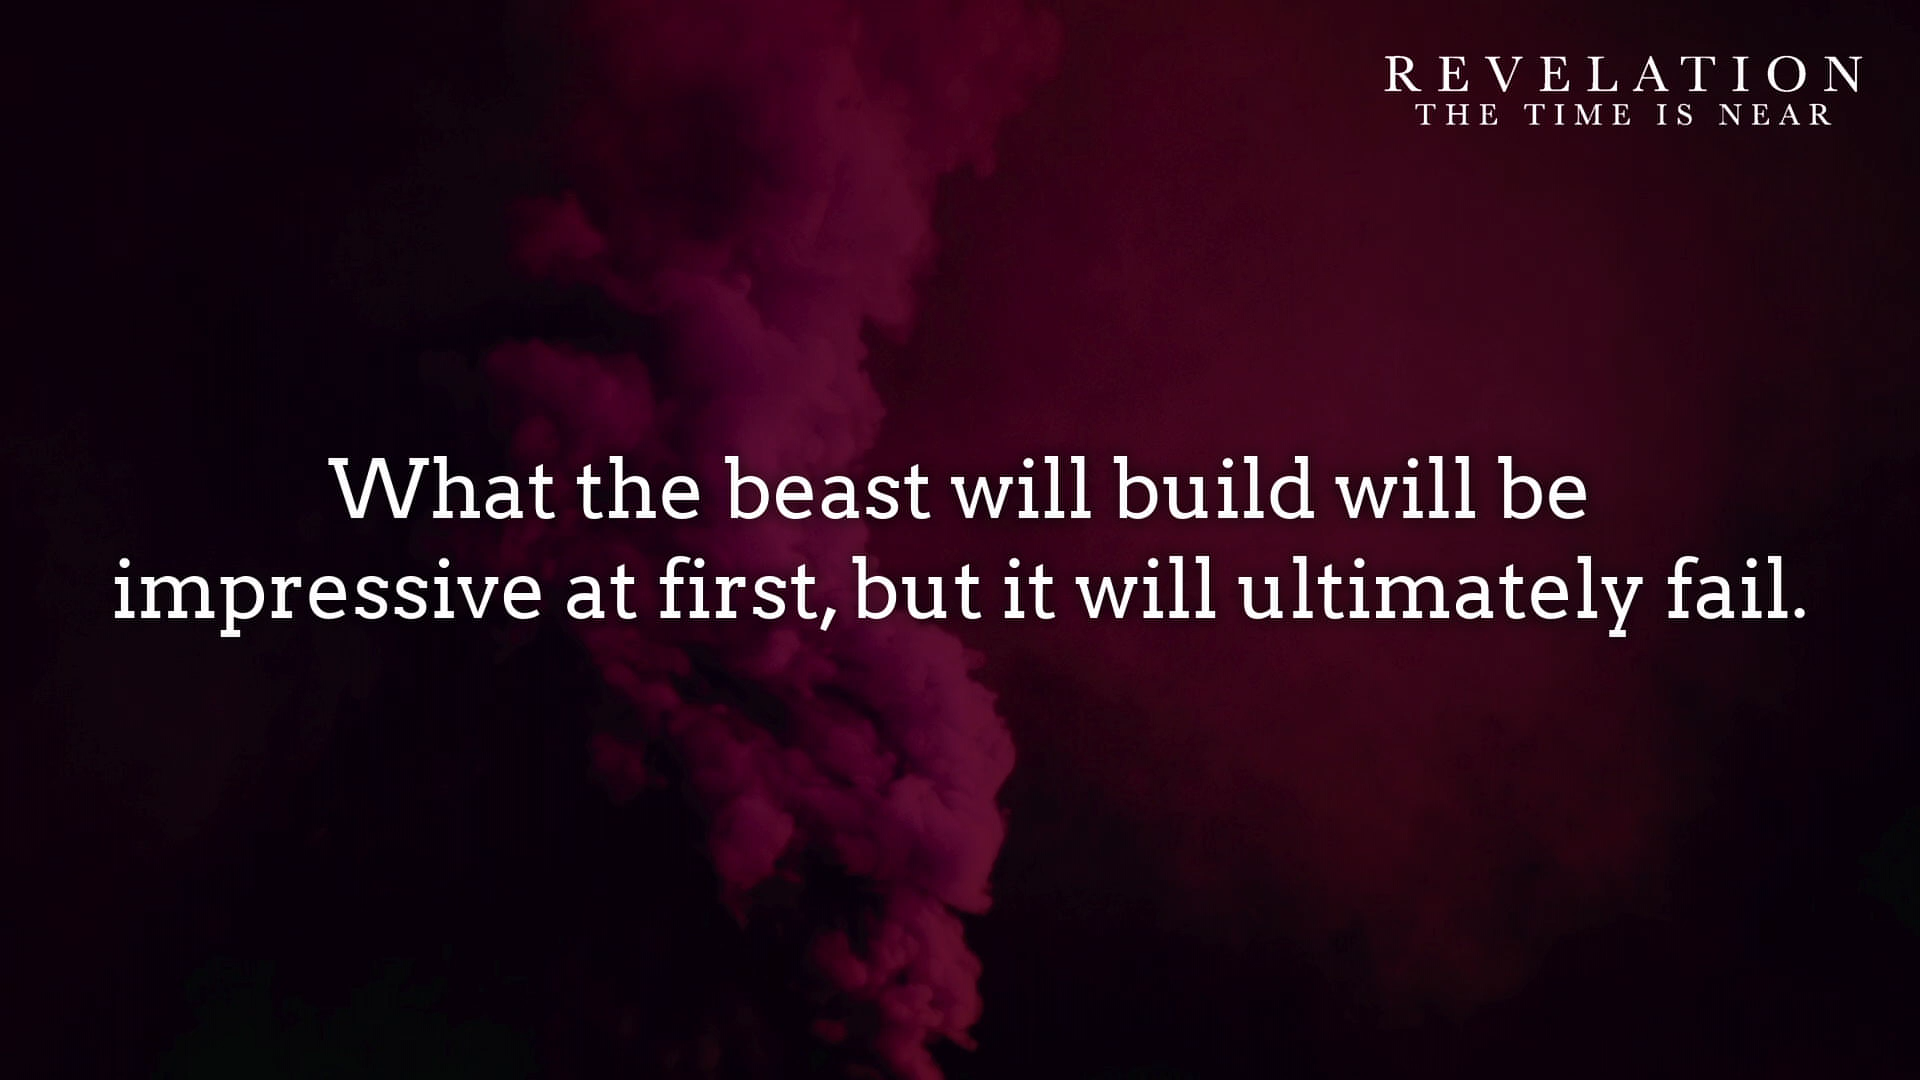 REVELATION
THE TIME IS NEAR
What the beast will build will be
impressive at first, but it will ultimately fail.